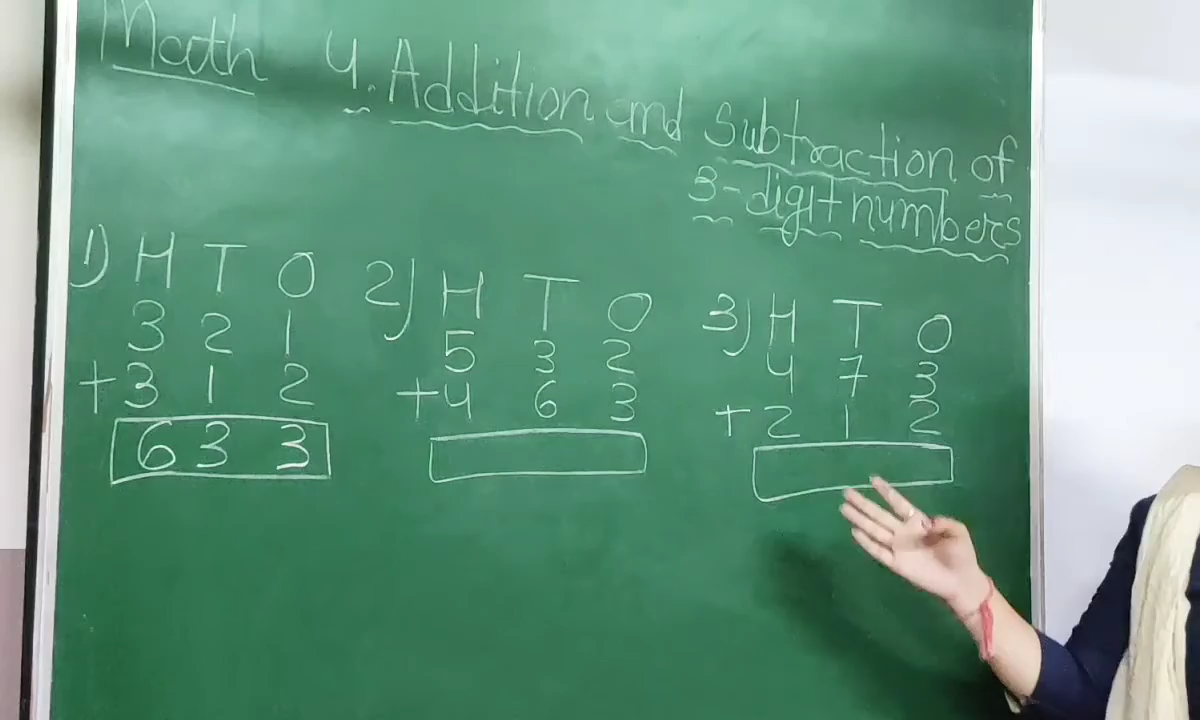 Math 4. Addition and Subtraction of
3-digit numbers
1) H T O
3 2 1
+3 1 2
6 3 3
2) H T O
5 3 2
+4 6 3
3) H T O
4 7 3
+2 1 2